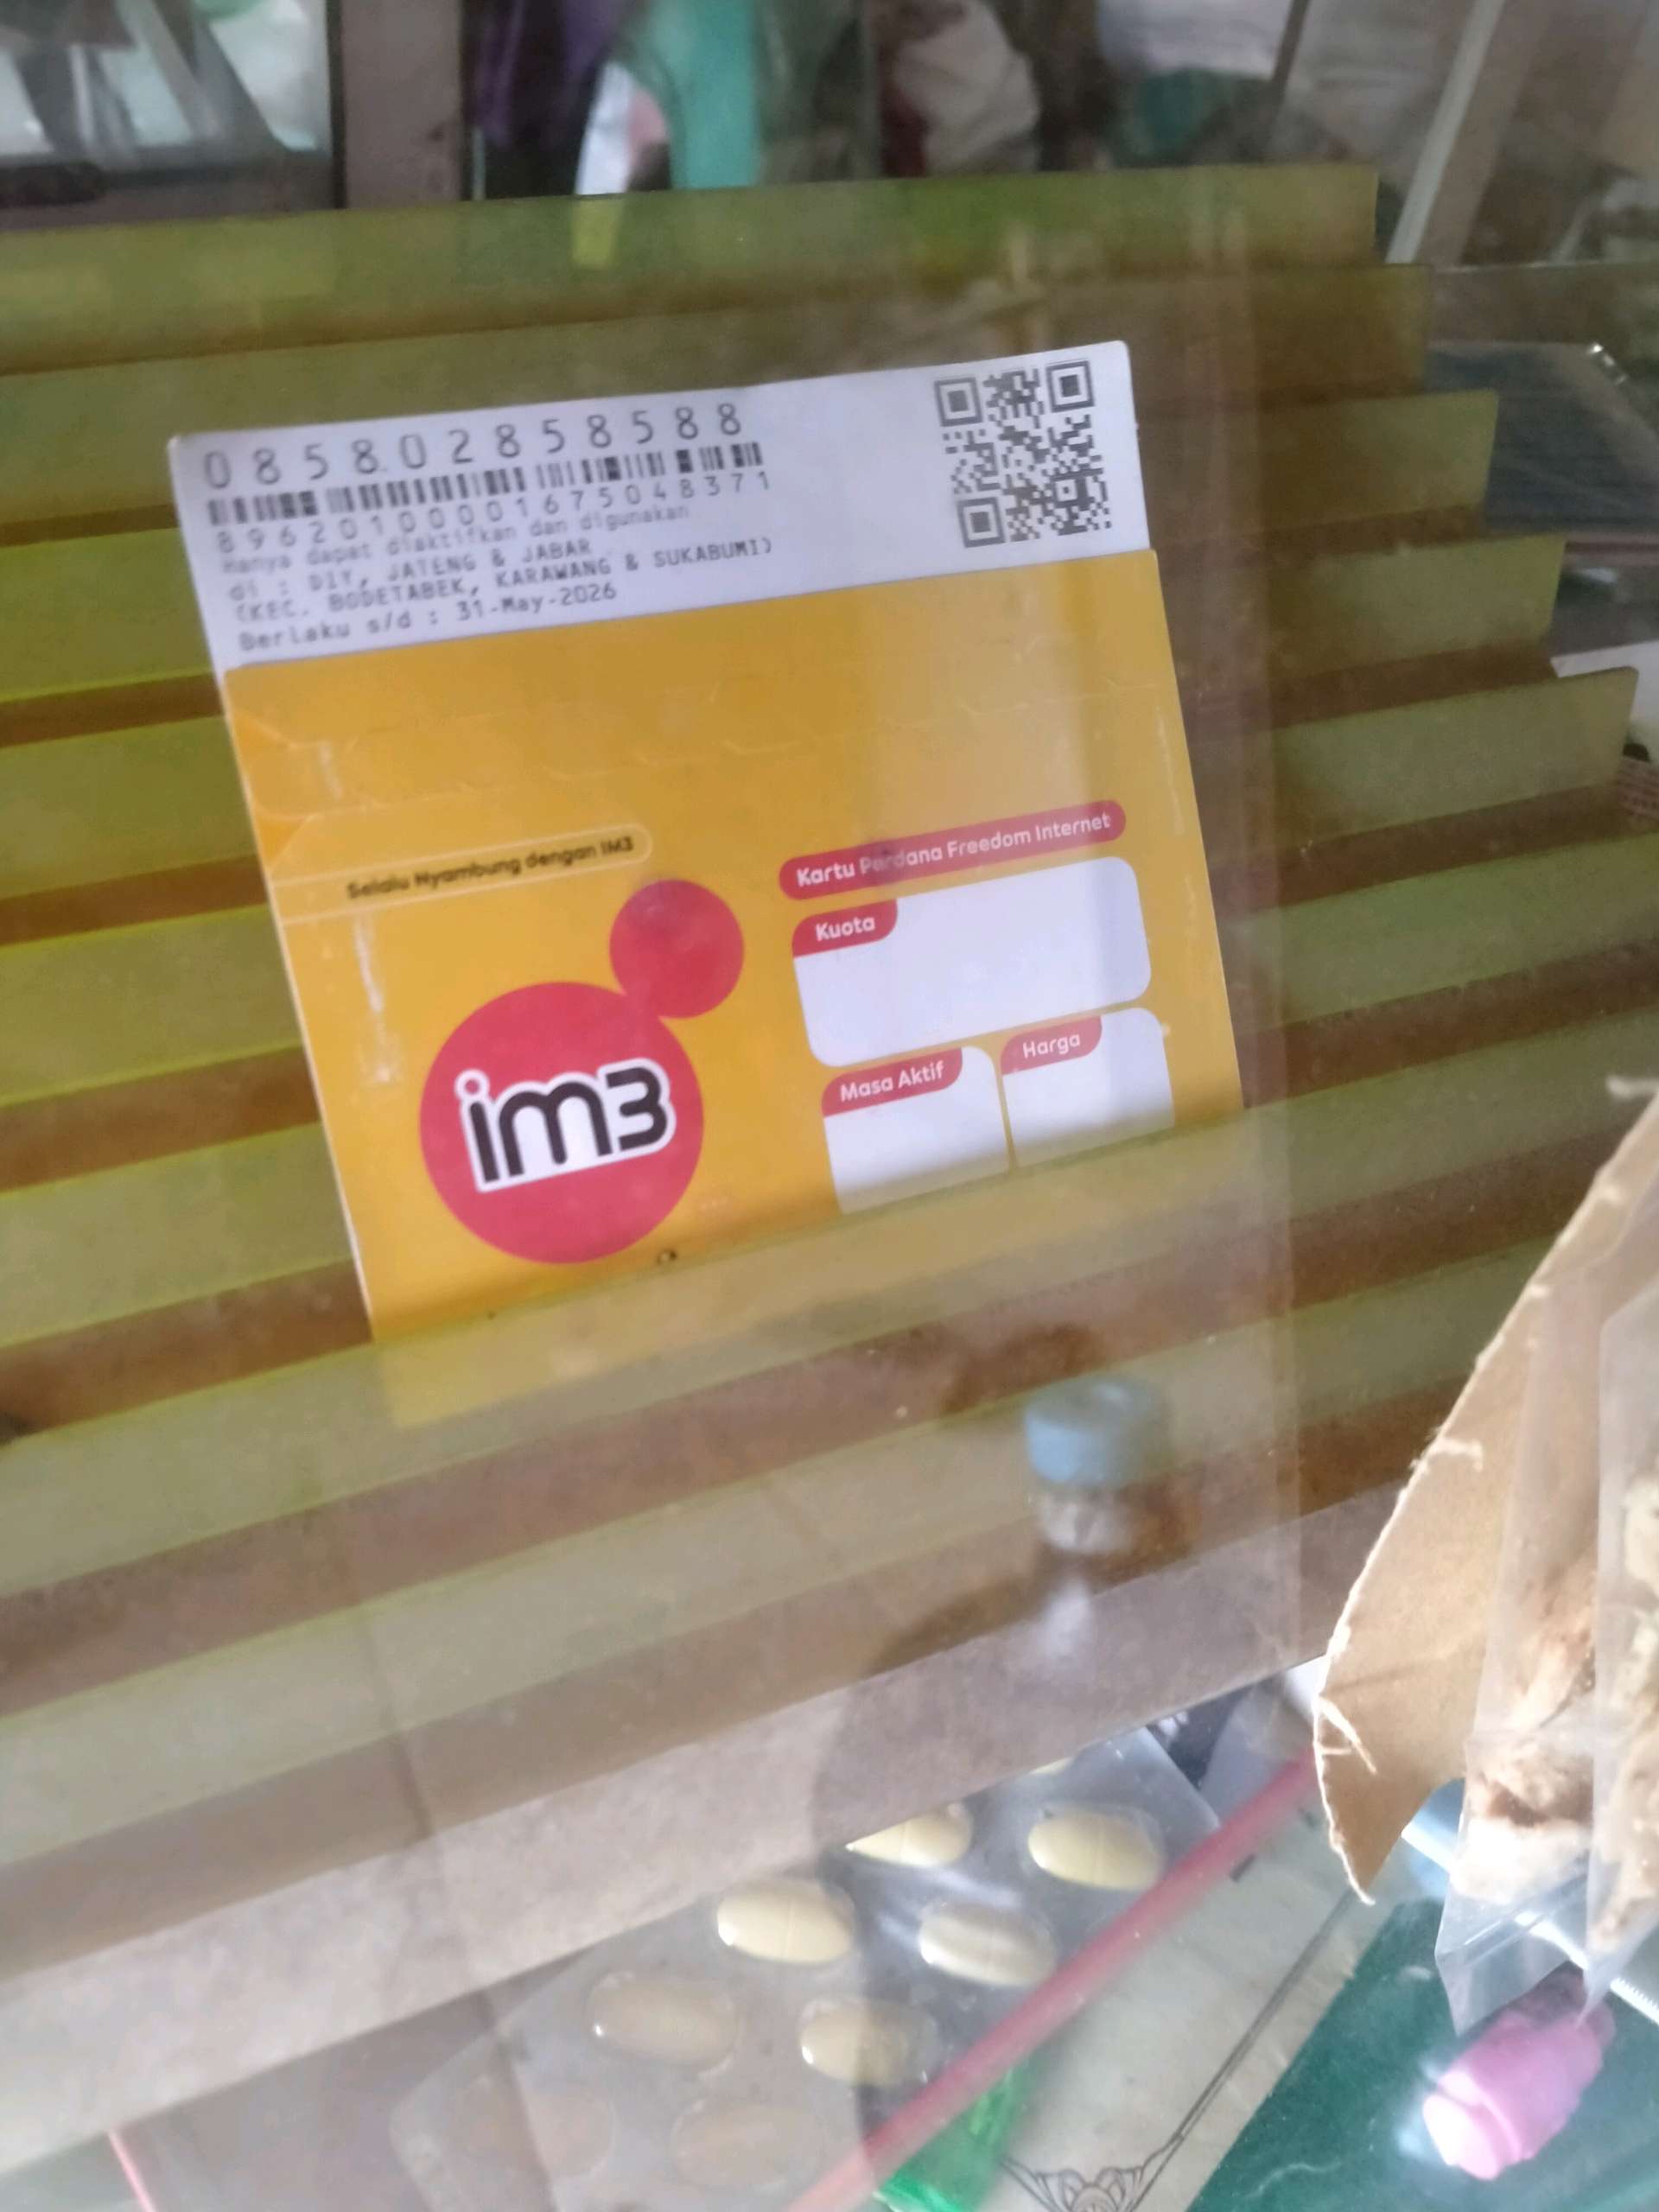 085802858588
89620100001675048371
Hanya dapat diaktifkan dan digunakan
di : DIY, JATENG & JABAR
(KEC. BODETABEK, KARAWANG & SUKABUMI)
Berlaku s/d : 31-May-2026
Selalu Nyambung dengan IM3
Kartu Perdana Freedom Internet
Kuota
Masa Aktif
Harga
im3